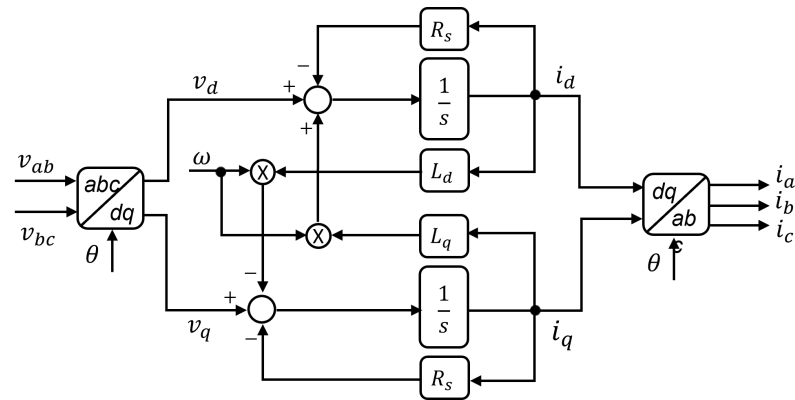 R_s
−
v_d
+
1
s
i_d
+
ω
X
L_d
v_ab
abc
dq
v_bc
θ
X
L_q
dq
ab
c
θ
i_a
i_b
i_c
−
+
v_q
−
1
s
i_q
R_s